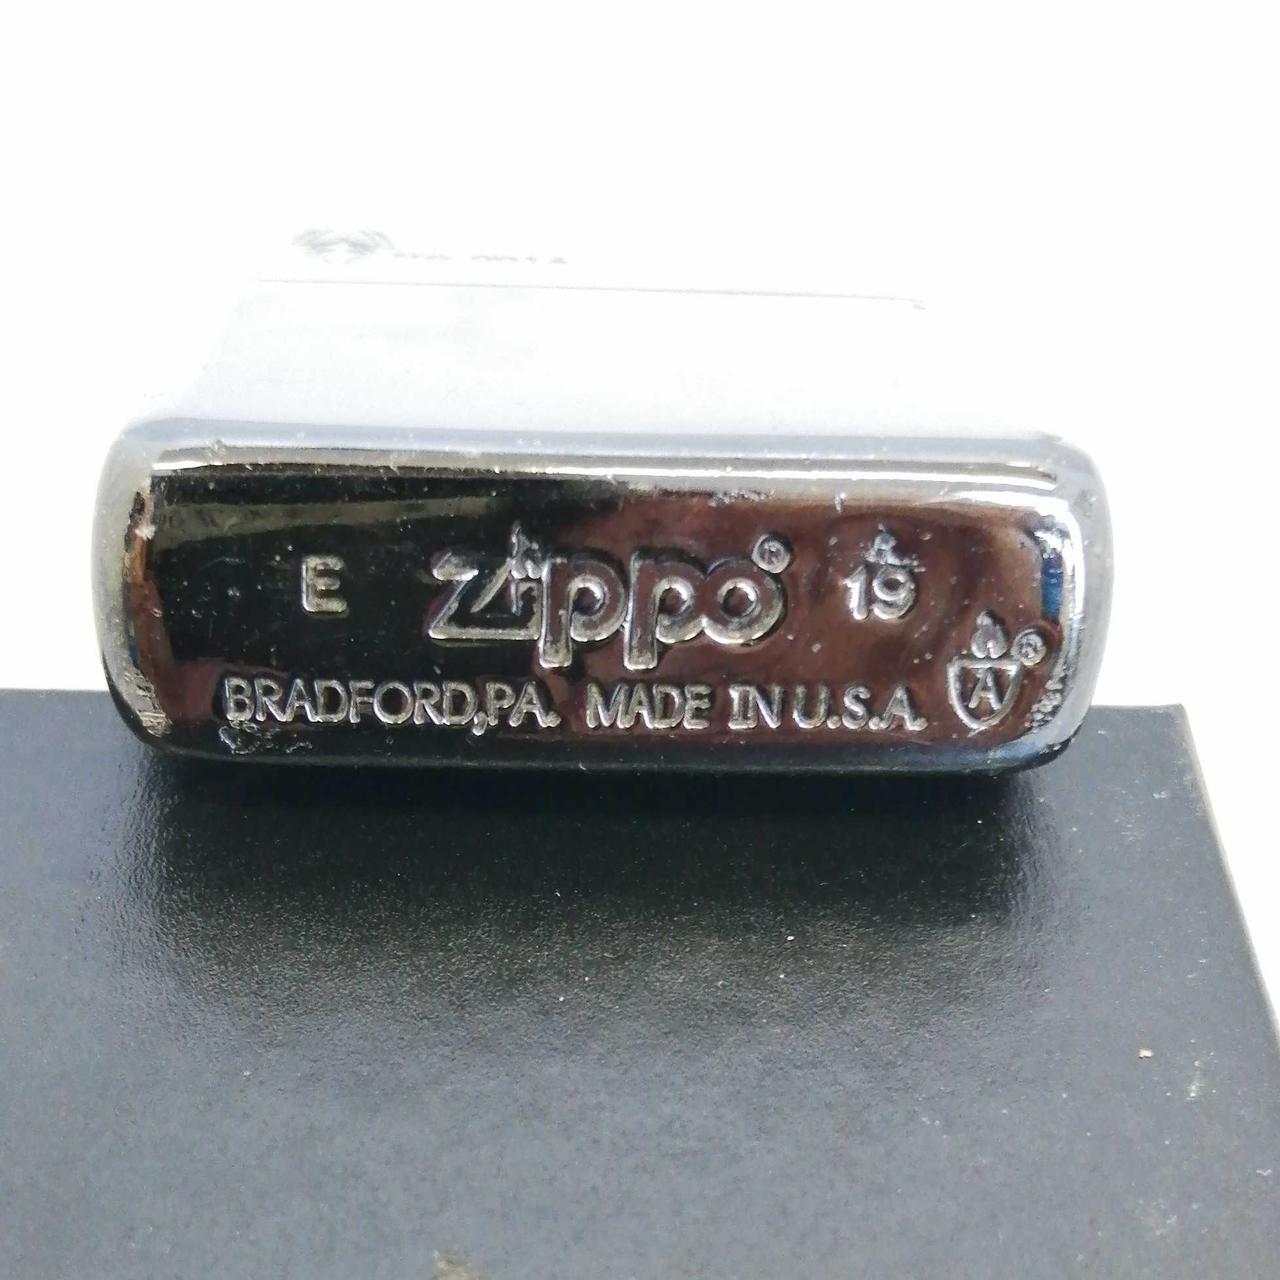 E Zippo® 19
BRADFORD,PA. MADE IN U.S.A.
A®